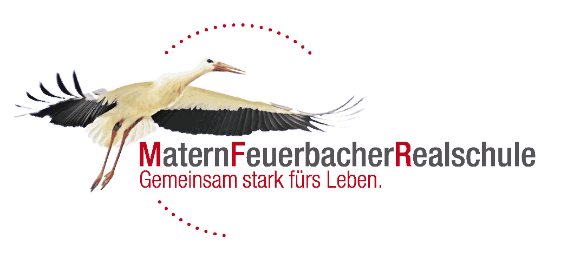 MaternFeuerbacherRealschule
Gemeinsam stark fürs Leben.